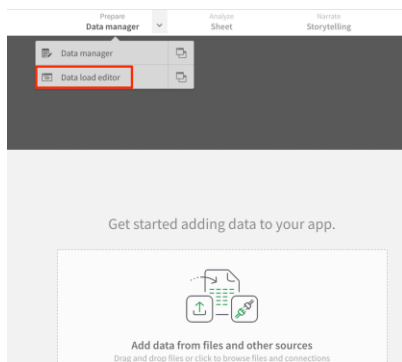 Prepare
Data manager
Analyze
Sheet
Narrate
Storytelling
Data manager
Data load editor
Get started adding data to your app.
Add data from files and other sources
Drag and drop files or click to browse files and connections